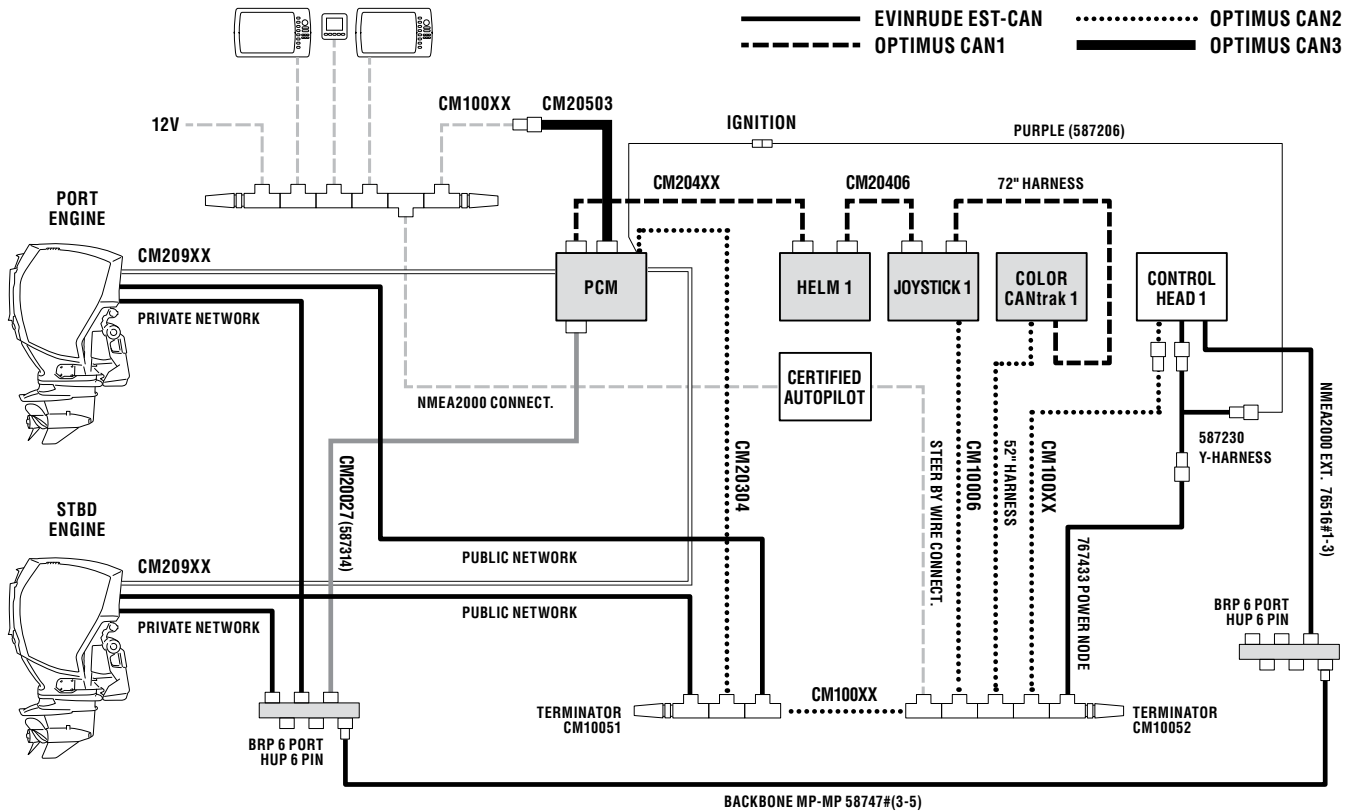 EVINRUDE EST-CAN
OPTIMUS CAN2
OPTIMUS CAN1
OPTIMUS CAN3
CM100XX
CM20503
12V
IGNITION
PURPLE (587206)
PORT
ENGINE
CM204XX
CM20406
72" HARNESS
CM209XX
PCM
HELM 1
JOYSTICK 1
COLOR
CANtrak 1
CONTROL
HEAD 1
PRIVATE NETWORK
CERTIFIED
AUTOPILOT
NMEA2000 CONNECT.
NMEA2000 EXT. 76516#1-3)
587230
Y-HARNESS
CM20027 (587314)
CM20304
STEER BY WIRE CONNECT.
CM10006
52" HARNESS
CM100XX
767433 POWER NODE
STBD
ENGINE
PUBLIC NETWORK
CM209XX
PUBLIC NETWORK
PRIVATE NETWORK
BRP 6 PORT
HUP 6 PIN
CM100XX
TERMINATOR
CM10051
TERMINATOR
CM10052
BRP 6 PORT
HUP 6 PIN
BACKBONE MP-MP 58747#(3-5)